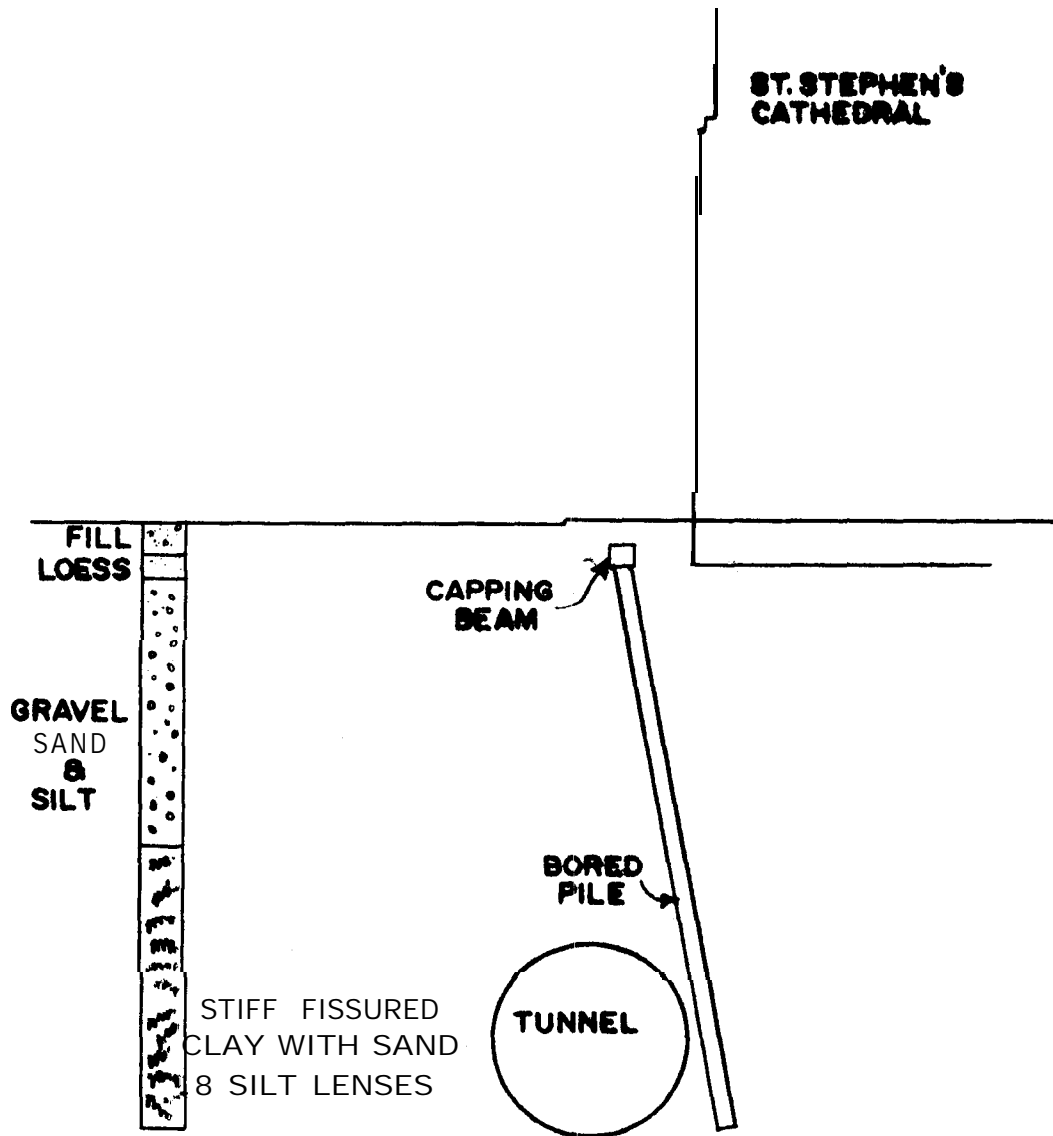 ST. STEPHEN'S
CATHEDRAL
FILL
LOESS
CAPPING
BEAM
GRAVEL
SAND
&
SILT
BORED
PILE
TUNNEL
STIFF FISSURED
CLAY WITH SAND
8 SILT LENSES